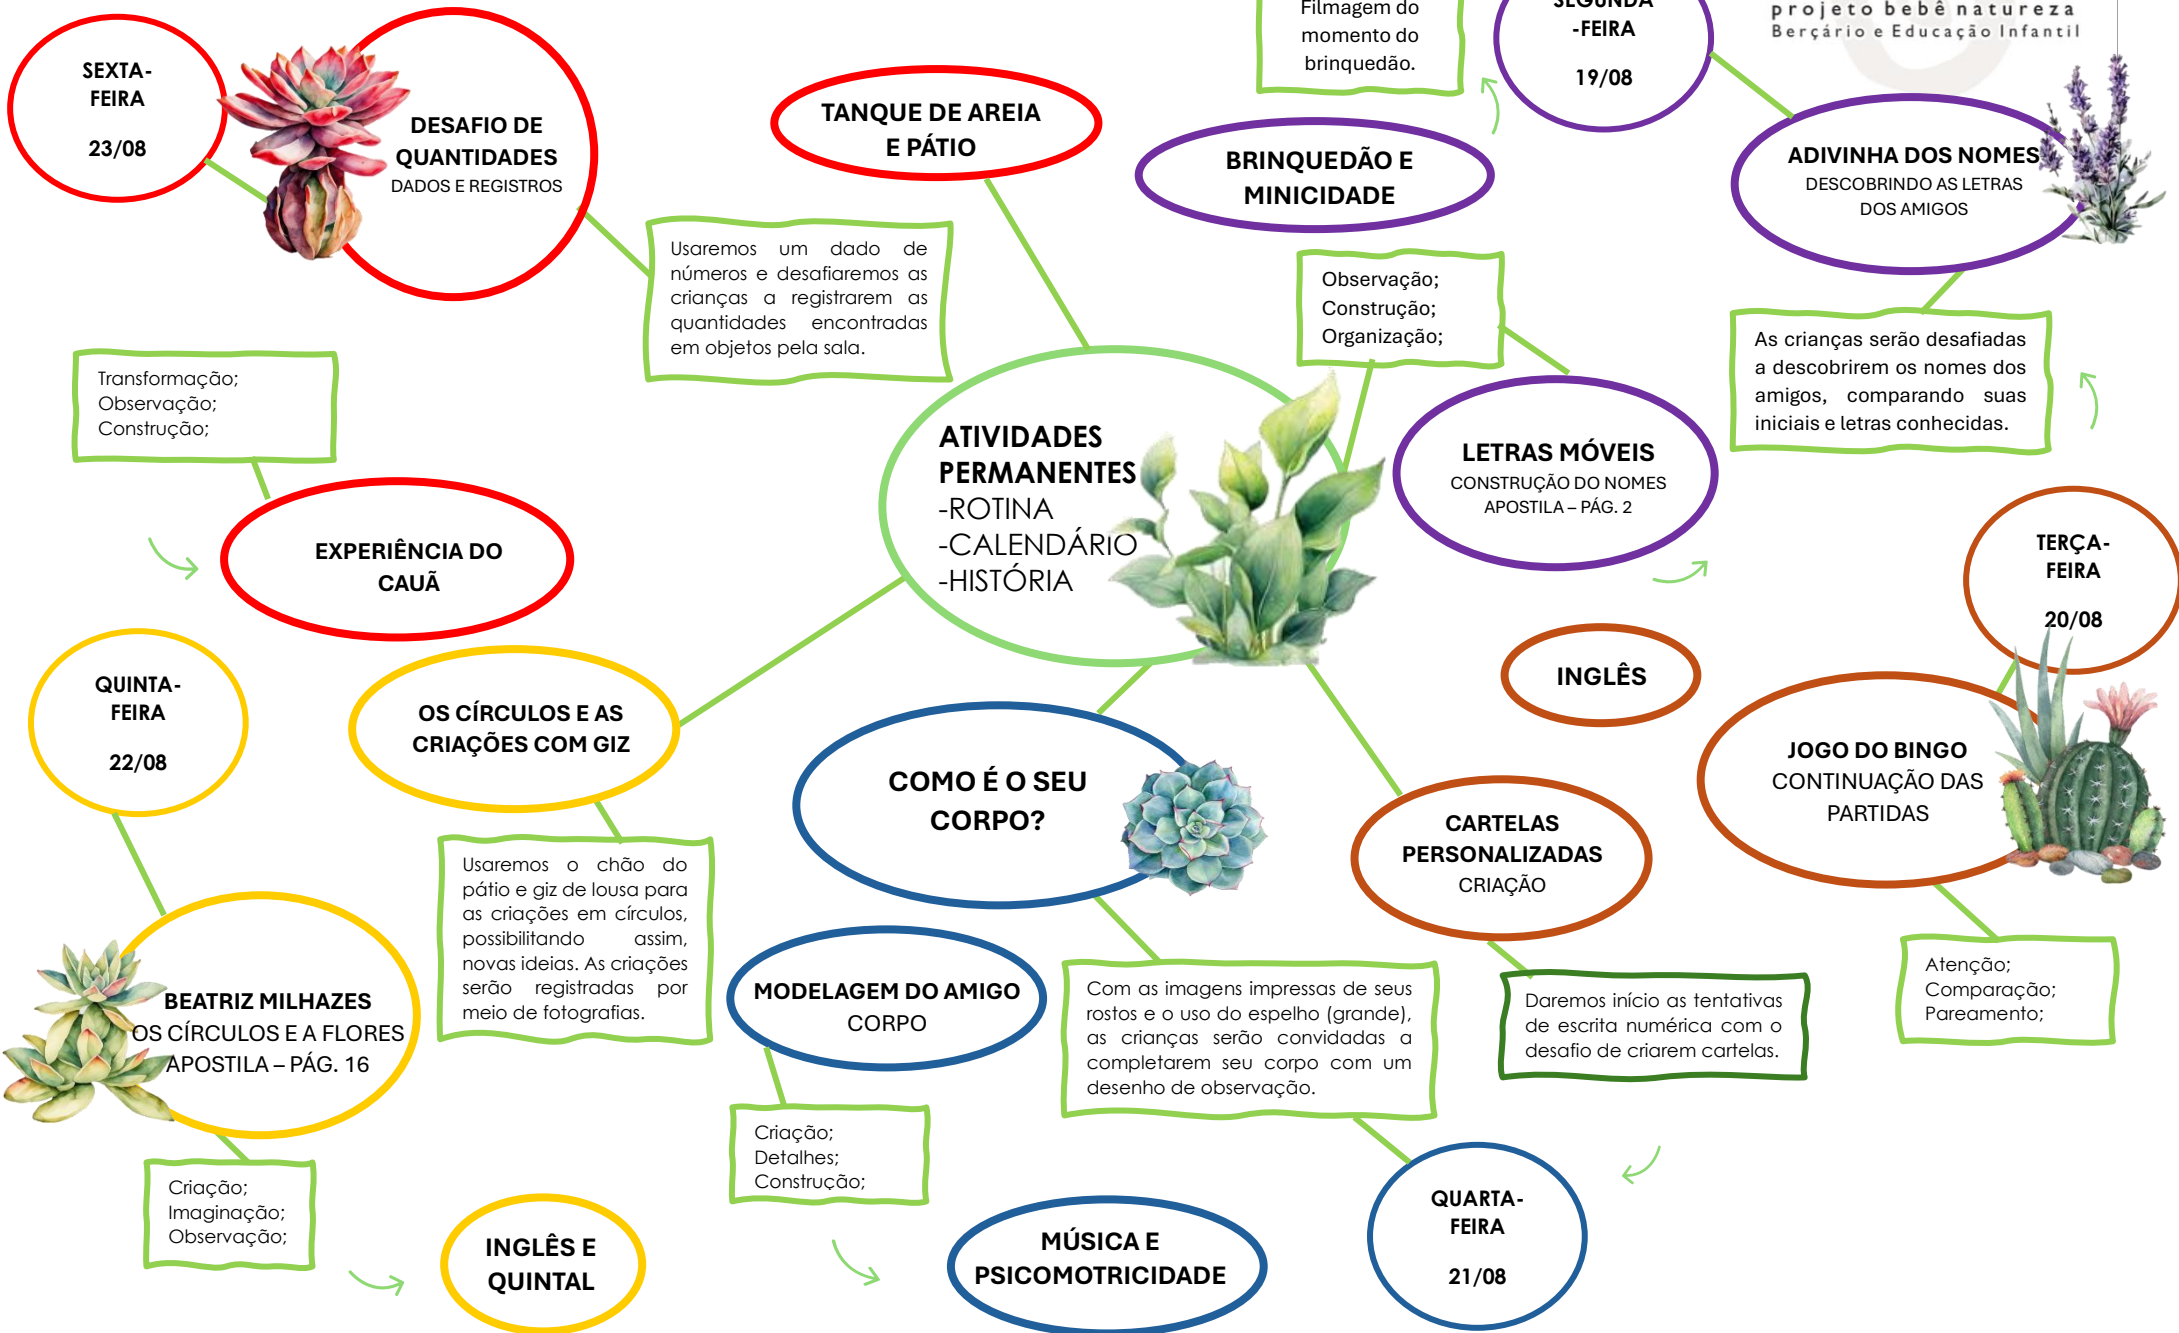 Filmagem do
momento do
brinquedão.
SEGUNDA
-FEIRA
19/08
projeto bebê natureza
Berçário e Educação Infantil
SEXTA-
FEIRA
23/08
DESAFIO DE
QUANTIDADES
DADOS E REGISTROS
TANQUE DE AREIA
E PÁTIO
BRINQUEDÃO E
MINICIDADE
ADIVINHA DOS NOMES
DESCOBRINDO AS LETRAS
DOS AMIGOS
Usaremos um dado de
números e desafiaremos as
crianças a registrarem as
quantidades encontradas
em objetos pela sala.
Observação;
Construção;
Organização;
As crianças serão desafiadas
a descobrirem os nomes dos
amigos, comparando suas
iniciais e letras conhecidas.
Transformação;
Observação;
Construção;
ATIVIDADES
PERMANENTES
-ROTINA
-CALENDÁRIO
-HISTÓRIA
LETRAS MÓVEIS
CONSTRUÇÃO DO NOMES
APOSTILA – PÁG. 2
EXPERIÊNCIA DO
CAUÃ
TERÇA-
FEIRA
20/08
QUINTA-
FEIRA
22/08
OS CÍRCULOS E AS
CRIAÇÕES COM GIZ
INGLÊS
COMO É O SEU
CORPO?
JOGO DO BINGO
CONTINUAÇÃO DAS
PARTIDAS
CARTELAS
PERSONALIZADAS
CRIAÇÃO
Usaremos o chão do
pátio e giz de lousa para
as criações em círculos,
possibilitando assim,
novas ideias. As criações
serão registradas por
meio de fotografias.
BEATRIZ MILHAZES
OS CÍRCULOS E A FLORES
APOSTILA – PÁG. 16
MODELAGEM DO AMIGO
CORPO
Com as imagens impressas de seus
rostos e o uso do espelho (grande),
as crianças serão convidadas a
completarem seu corpo com um
desenho de observação.
Daremos início as tentativas
de escrita numérica com o
desafio de criarem cartelas.
Atenção;
Comparação;
Pareamento;
Criação;
Detalhes;
Construção;
Criação;
Imaginação;
Observação;
INGLÊS E
QUINTAL
MÚSICA E
PSICOMOTRICIDADE
QUARTA-
FEIRA
21/08